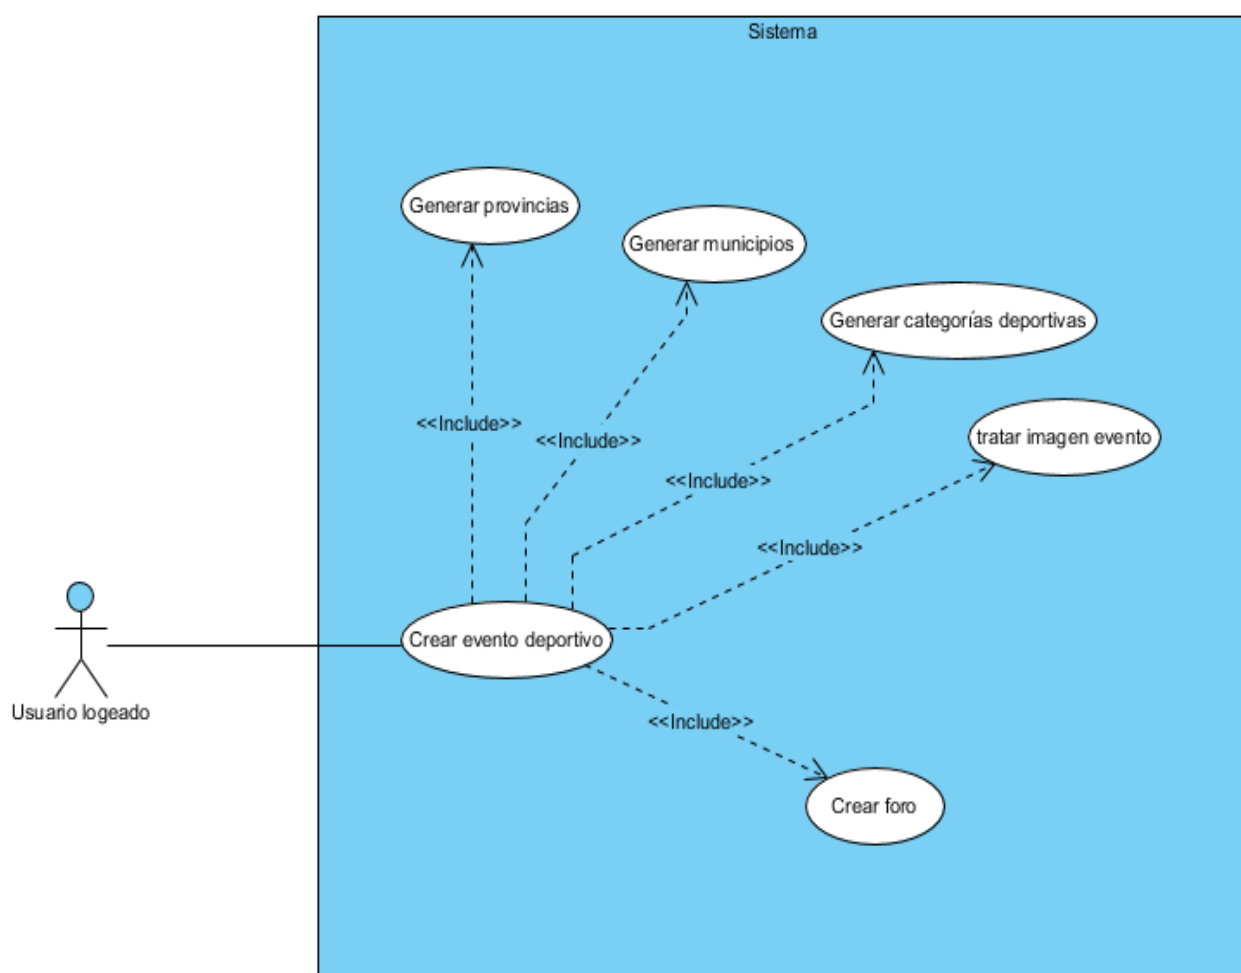 Sistema
Generar provincias
Generar municipios
Generar categorías deportivas
<<Include>>
<<Include>>
tratar imagen evento
<<Include>>
<<Include>>
Crear evento deportivo
Usuario logeado
<<Include>>
Crear foro